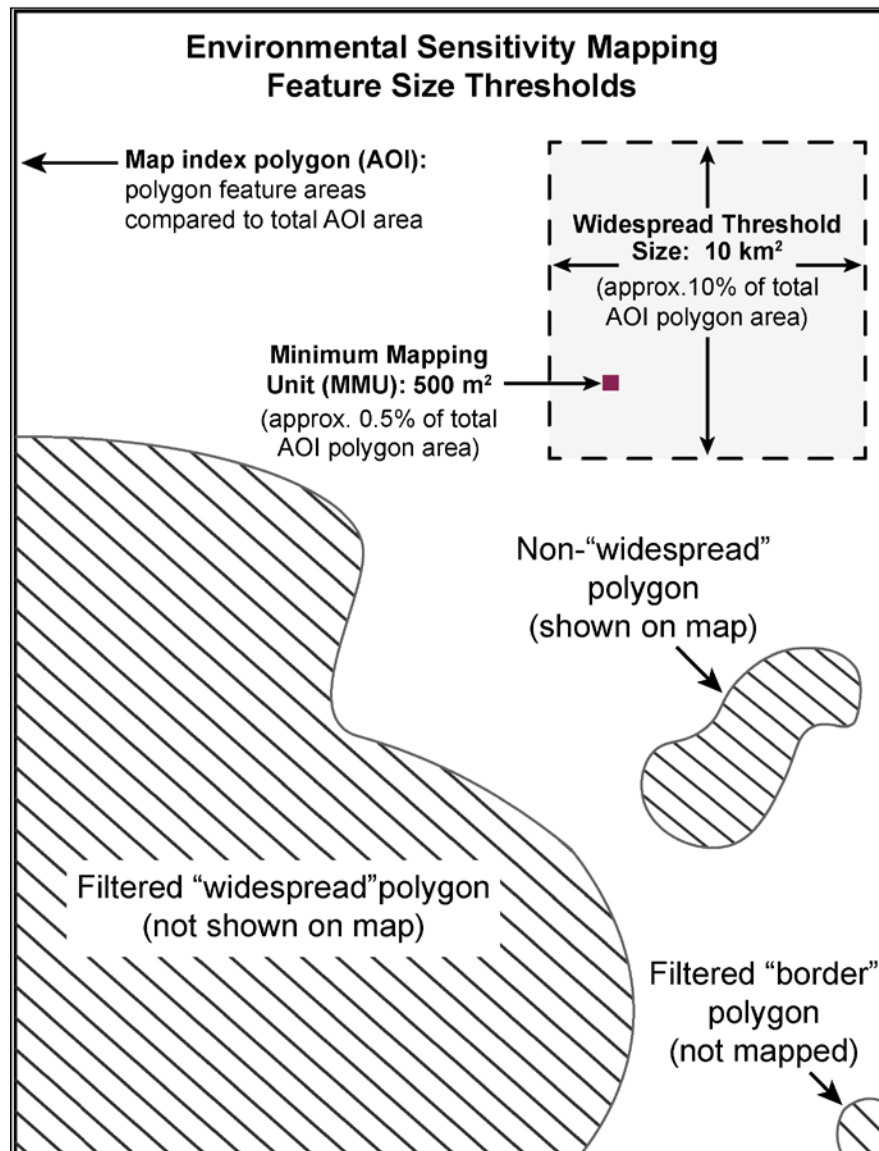 Environmental Sensitivity Mapping
Feature Size Thresholds
Map index polygon (AOI):
polygon feature areas
compared to total AOI area
Widespread Threshold
Size: 10 km²
(approx.10% of total
AOI polygon area)
Minimum Mapping
Unit (MMU): 500 m²
(approx. 0.5% of total
AOI polygon area)
Non-“widespread”
polygon
(shown on map)
Filtered “widespread”polygon
(not shown on map)
Filtered “border”
polygon
(not mapped)